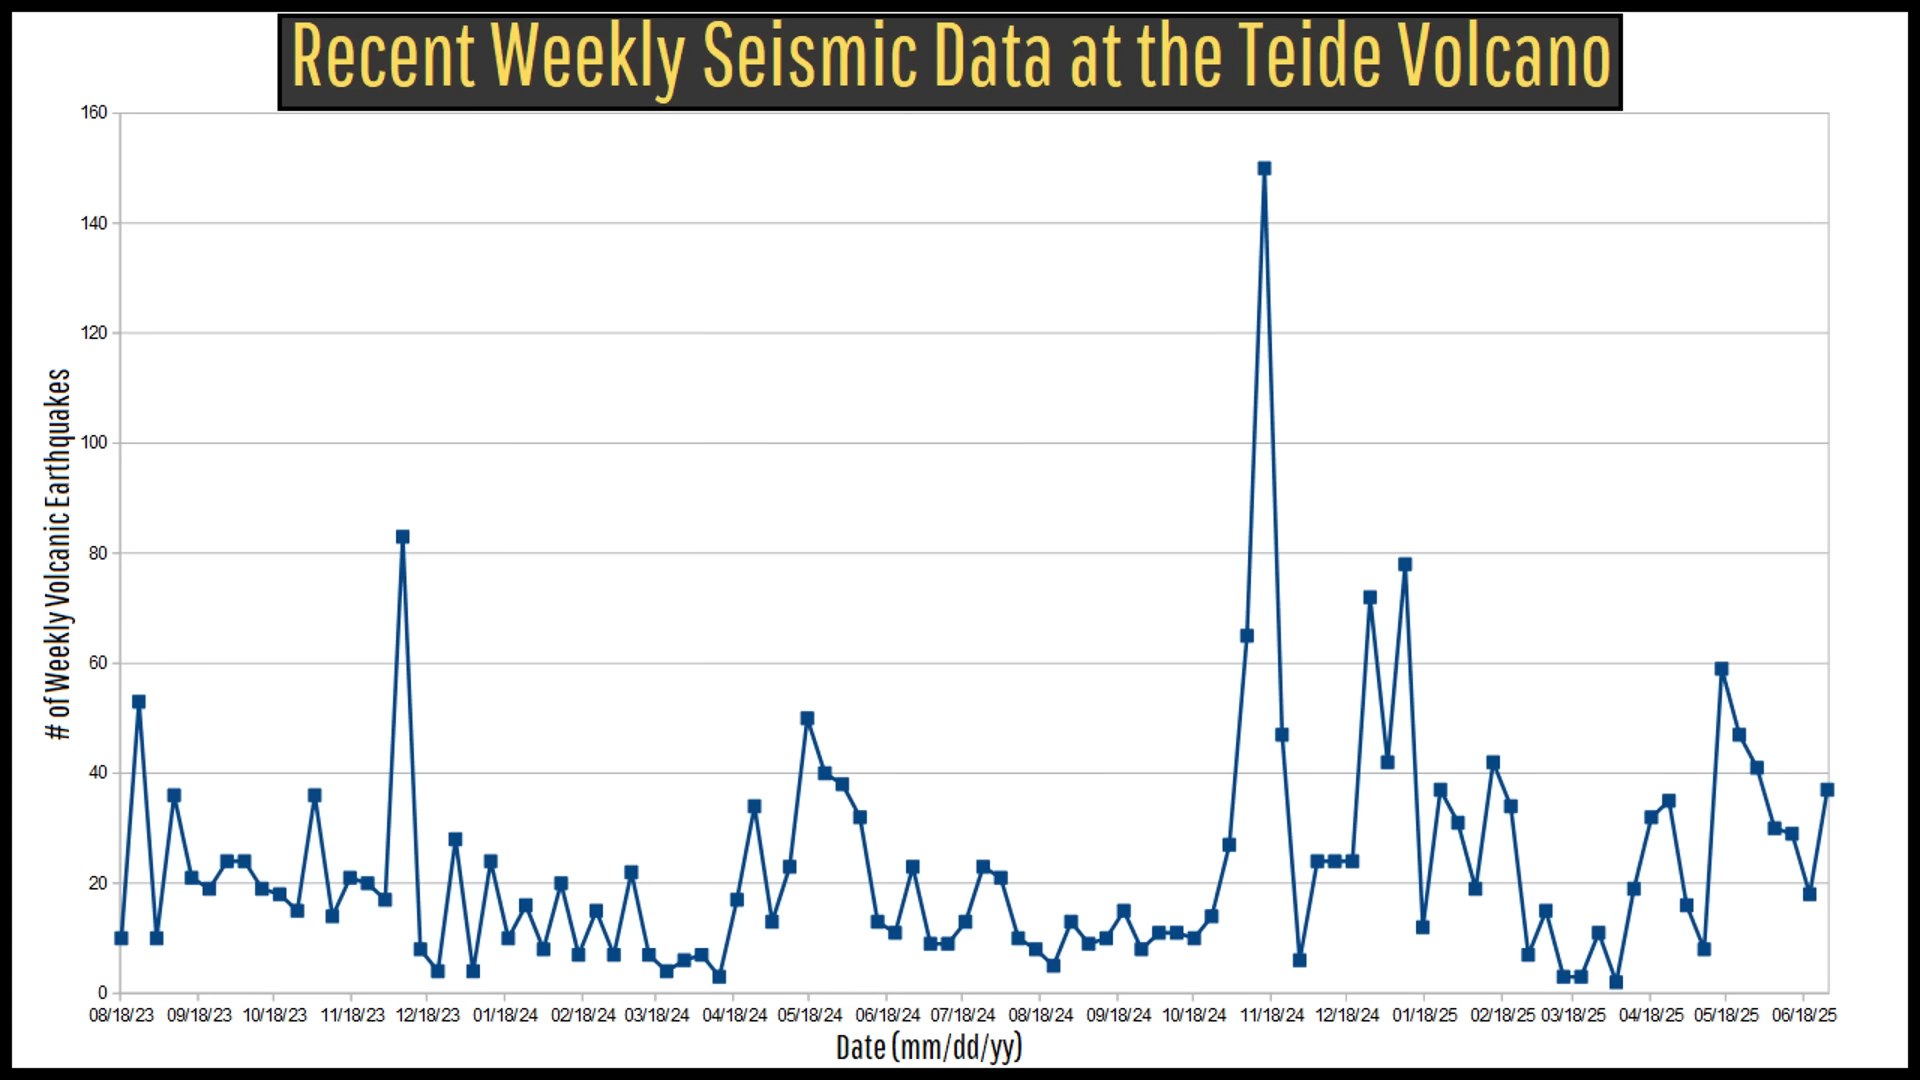 Recent Weekly Seismic Data at the Teide Volcano
160
140
120
100
80
60
40
20
0
# of Weekly Volcanic Earthquakes
08/18/23 09/18/23 10/18/23 11/18/23 12/18/23 01/18/24 02/18/24 03/18/24 04/18/24 05/18/24 06/18/24 07/18/24 08/18/24 09/18/24 10/18/24 11/18/24 12/18/24 01/18/25 02/18/25 03/18/25 04/18/25 05/18/25 06/18/25
Date (mm/dd/yy)